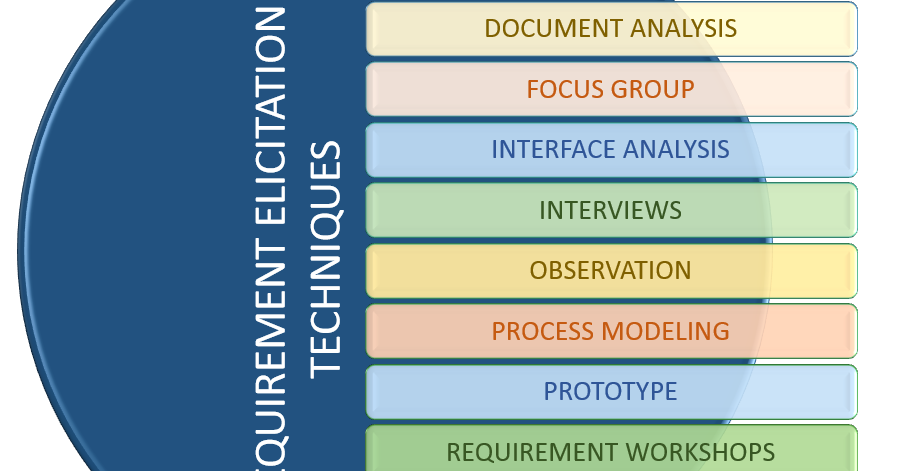 EQUIREMENT ELICITATION
TECHNIQUES
DOCUMENT ANALYSIS
FOCUS GROUP
INTERFACE ANALYSIS
INTERVIEWS
OBSERVATION
PROCESS MODELING
PROTOTYPE
REQUIREMENT WORKSHOPS